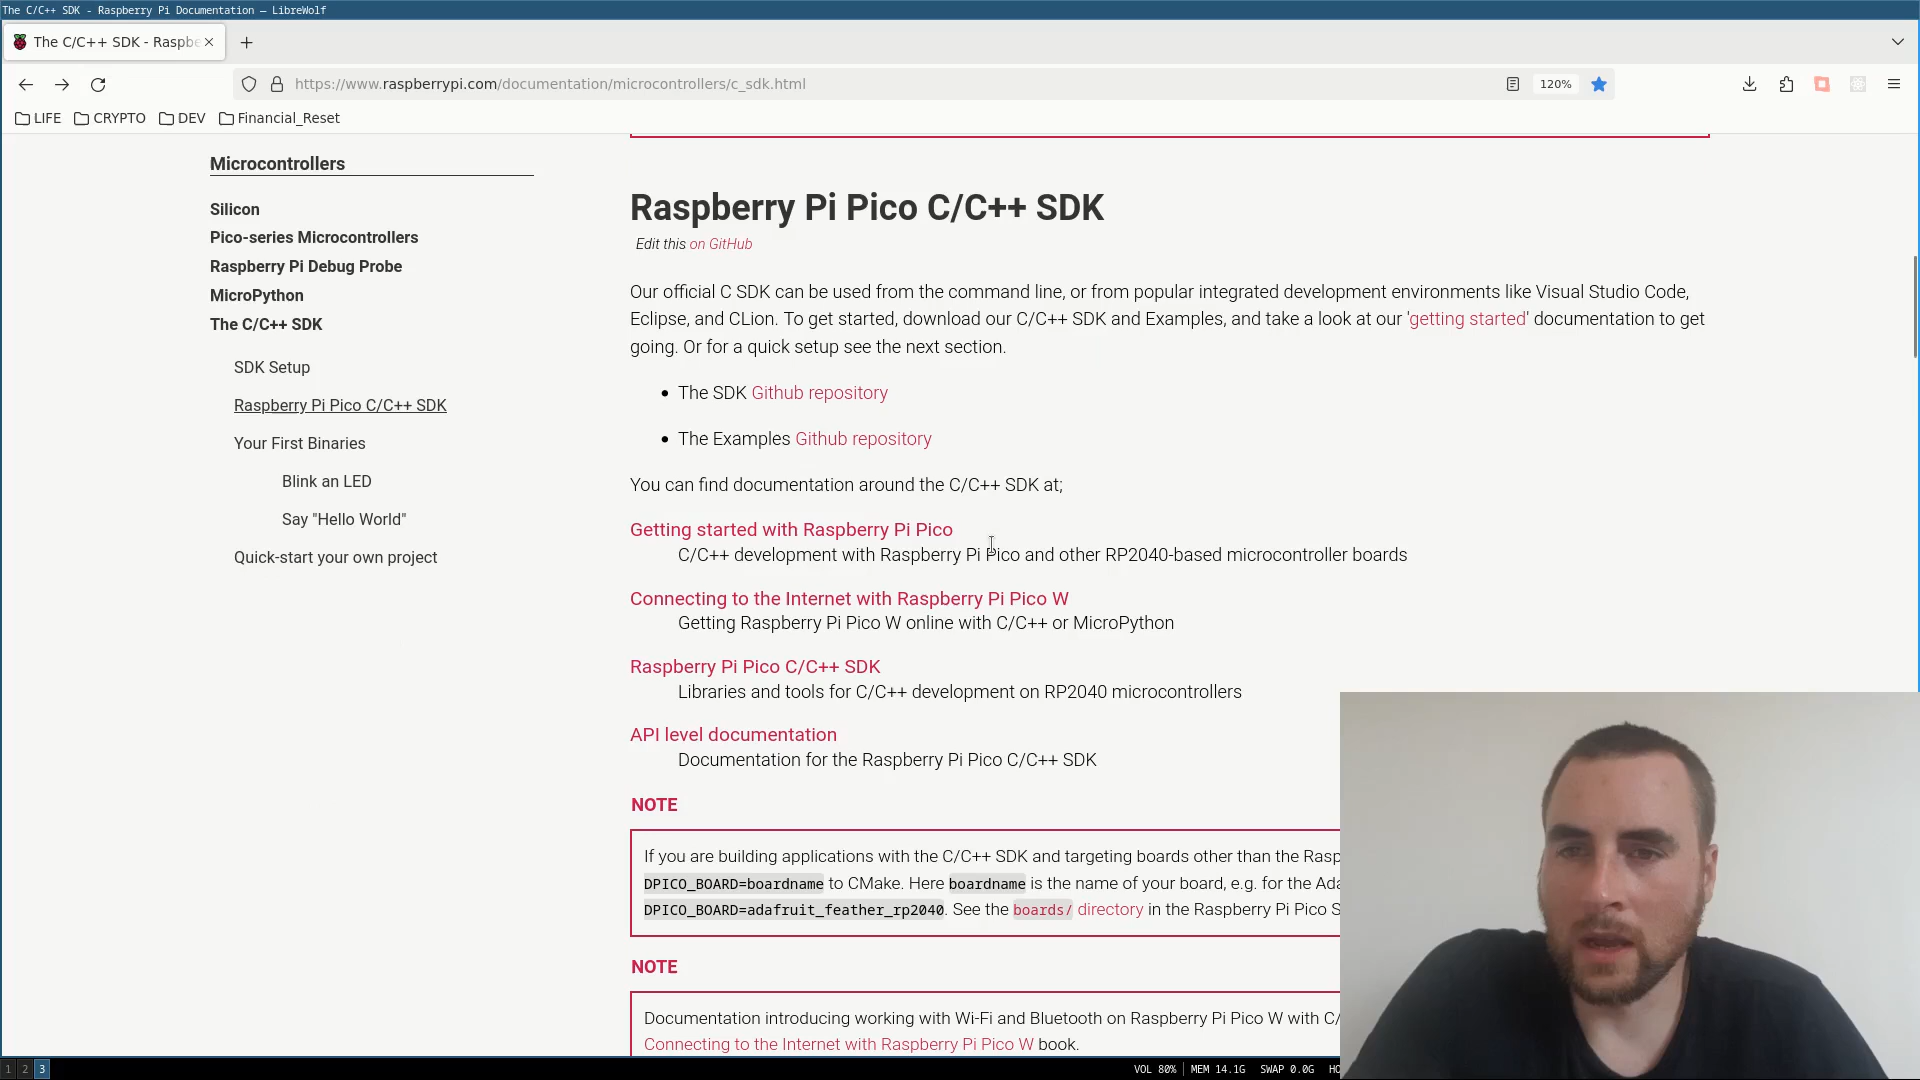 The C/C++ SDK - Raspberry Pi Documentation — LibreWolf
The C/C++ SDK - Raspbe
https://www.raspberrypi.com/documentation/microcontrollers/c_sdk.html
120%
LIFE
CRYPTO
DEV
Financial_Reset
Microcontrollers
Silicon
Pico-series Microcontrollers
Raspberry Pi Debug Probe
MicroPython
The C/C++ SDK
SDK Setup
Raspberry Pi Pico C/C++ SDK
Your First Binaries
Blink an LED
Say "Hello World"
Quick-start your own project
Raspberry Pi Pico C/C++ SDK
Edit this on GitHub
Our official C SDK can be used from the command line, or from popular integrated development environments like Visual Studio Code,
Eclipse, and CLion. To get started, download our C/C++ SDK and Examples, and take a look at our 'getting started' documentation to get
going. Or for a quick setup see the next section.
The SDK Github repository
The Examples Github repository
You can find documentation around the C/C++ SDK at;
Getting started with Raspberry Pi Pico
C/C++ development with Raspberry Pi Pico and other RP2040-based microcontroller boards
Connecting to the Internet with Raspberry Pi Pico W
Getting Raspberry Pi Pico W online with C/C++ or MicroPython
Raspberry Pi Pico C/C++ SDK
Libraries and tools for C/C++ development on RP2040 microcontrollers
API level documentation
Documentation for the Raspberry Pi Pico C/C++ SDK
NOTE
If you are building applications with the C/C++ SDK and targeting boards other than the Rasp
DPICO_BOARD=boardname to CMake. Here boardname is the name of your board, e.g. for the Ada
DPICO_BOARD=adafruit_feather_rp2040. See the boards/ directory in the Raspberry Pi Pico S
NOTE
Documentation introducing working with Wi-Fi and Bluetooth on Raspberry Pi Pico W with C/
Connecting to the Internet with Raspberry Pi Pico W book.
1 2 3
VOL 80% | MEM 14.1G SWAP 0.0G HO